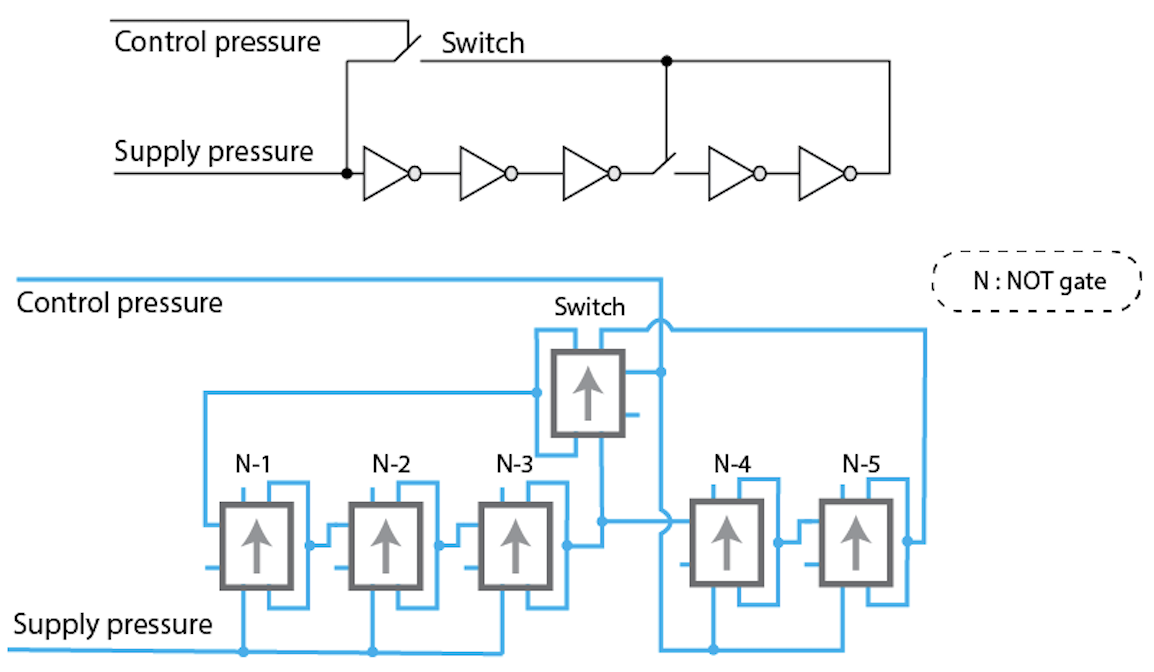 Control pressure
Switch
Supply pressure
N : NOT gate
Control pressure
Switch
N-1
N-2
N-3
N-4
N-5
Supply pressure